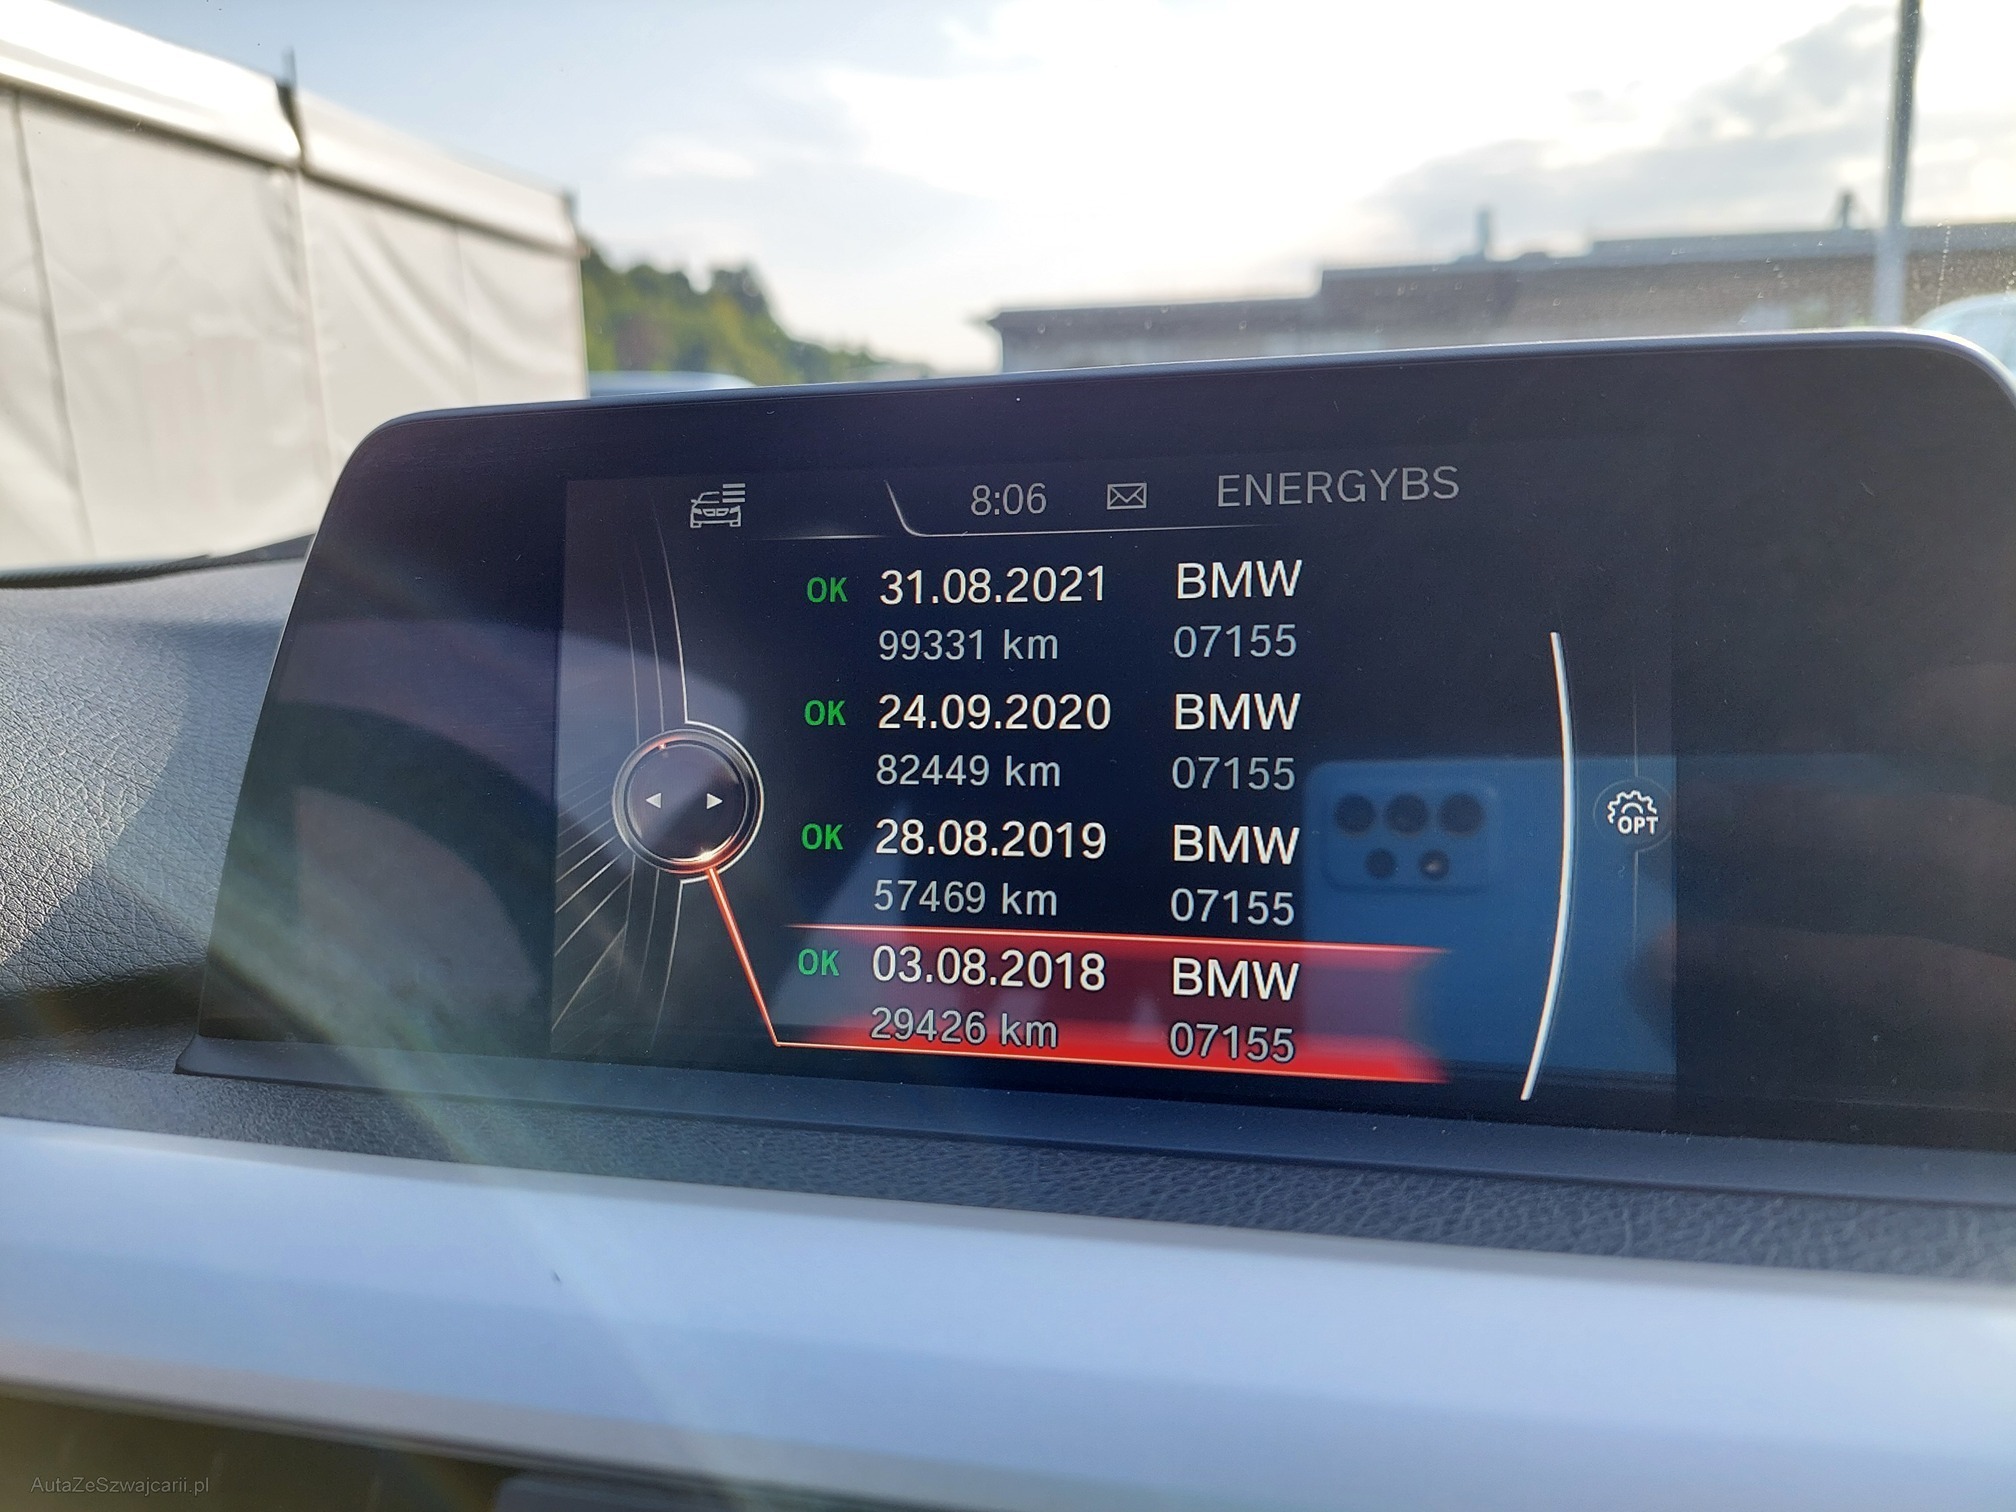 8:06 ENERGYBS
OK 31.08.2021 BMW
99331 km 07155
OK 24.09.2020 BMW
82449 km 07155
OK 28.08.2019 BMW
57469 km 07155
OK 03.08.2018 BMW
29426 km 07155
OPT
AutaZeSzwajcarii.pl